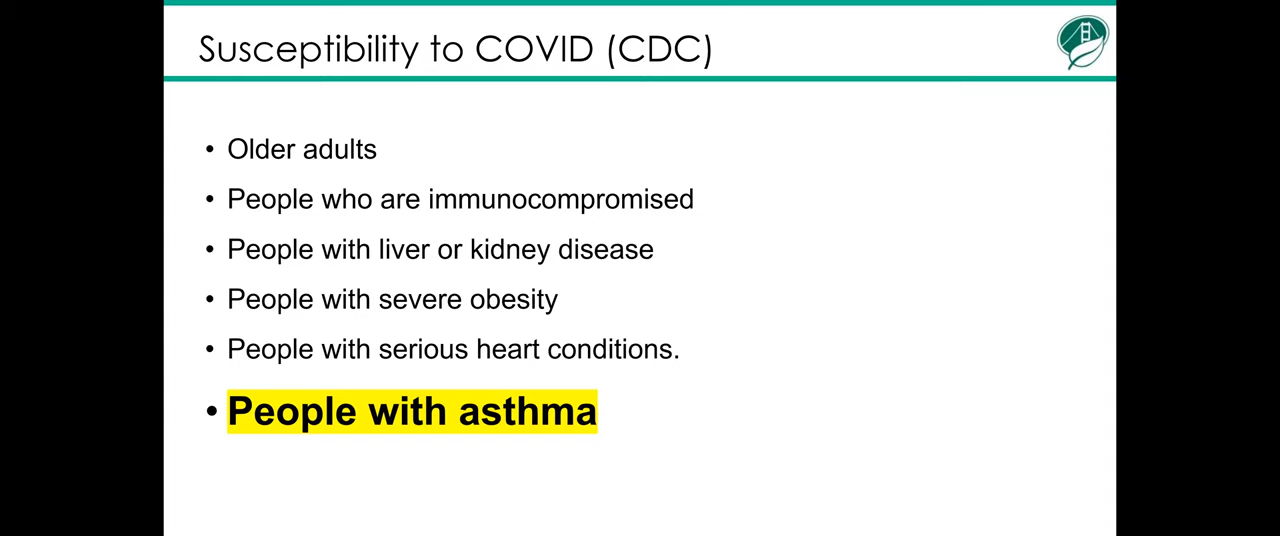 Susceptibility to COVID (CDC)
• Older adults
• People who are immunocompromised
• People with liver or kidney disease
• People with severe obesity
• People with serious heart conditions.
• People with asthma